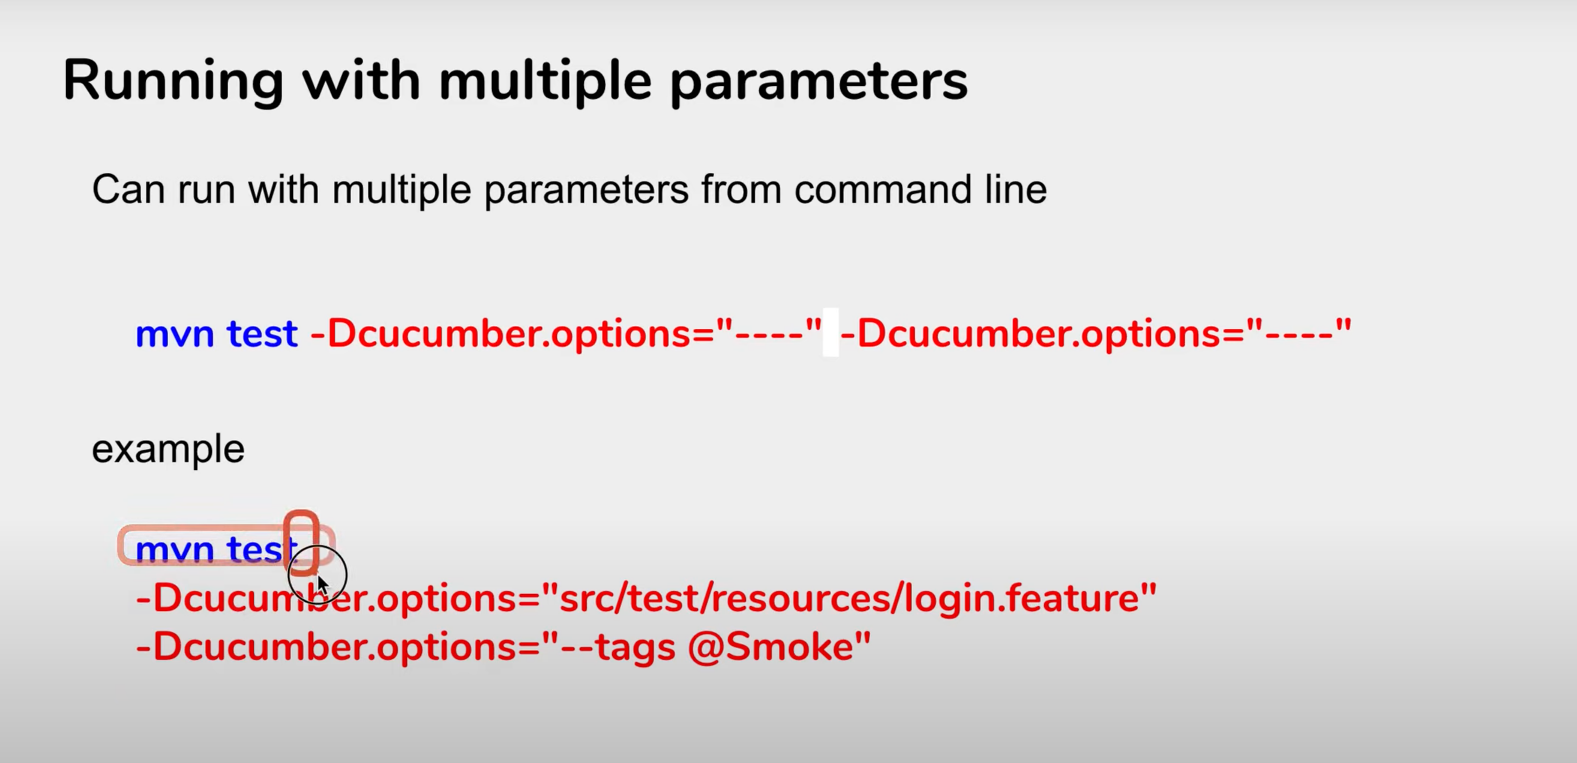 Running with multiple parameters
Can run with multiple parameters from command line
mvn test -Dcucumber.options="----" -Dcucumber.options="----"
example
mvn test
-Dcucumber.options="src/test/resources/login.feature"
-Dcucumber.options="--tags @Smoke"